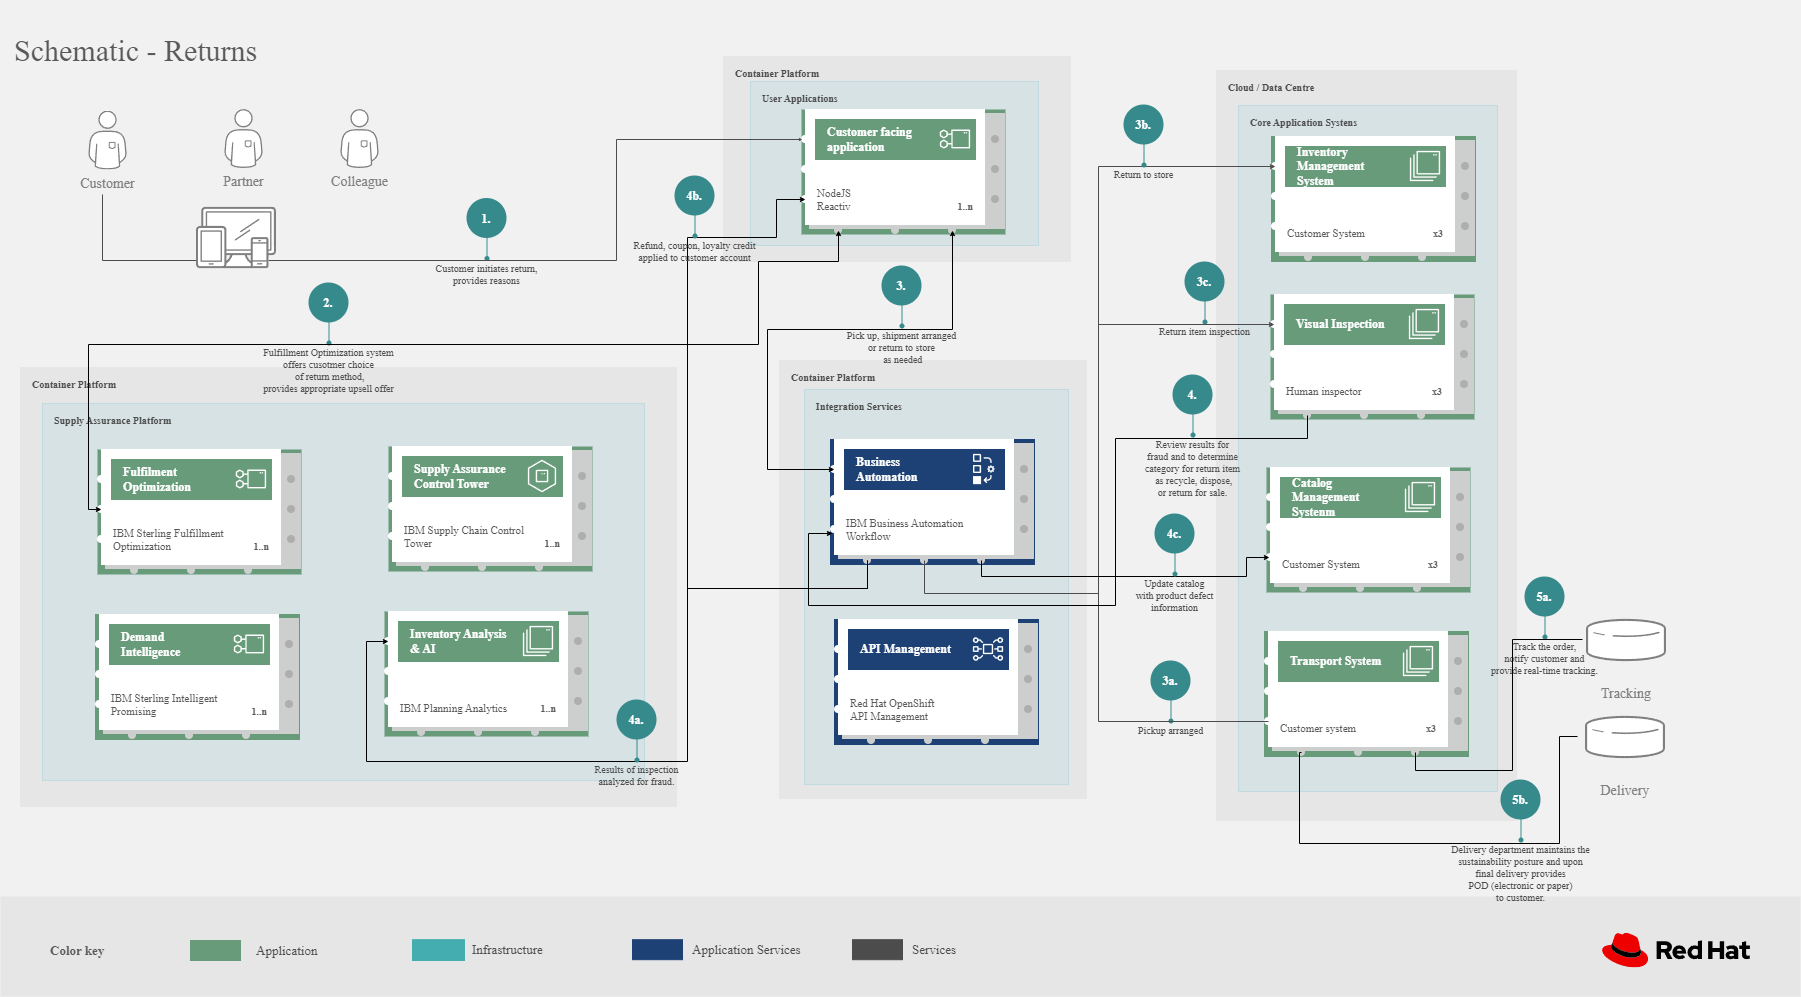 Schematic - Returns
Customer
Partner
Colleague
1.
Customer initiates return,
provides reasons
2.
Fulfillment Optimization system
offers cusotmer choice
of return method,
provides appropriate upsell offer
4b.
Refund, coupon, loyalty credit
applied to customer account
Container Platform
User Applications
Customer facing
application
NodeJS
Reactiv
1..n
3.
Pick up, shipment arranged
or return to store
as needed
Container Platform
Supply Assurance Platform
Fulfilment
Optimization
IBM Sterling Fulfillment
Optimization
1..n
Supply Assurance
Control Tower
IBM Supply Chain Control
Tower
1..n
Demand
Intelligence
IBM Sterling Intelligent
Promising
1..n
Inventory Analysis
& AI
IBM Planning Analytics
1..n
4a.
Results of inspection
analyzed for fraud.
Container Platform
Integration Services
Business
Automation
IBM Business Automation
Workflow
API Management
Red Hat OpenShift
API Management
3b.
Return to store
3c.
Return item inspection
4.
Review results for
fraud and to determine
category for return item
as recycle, dispose,
or return for sale.
4c.
Update catalog
with product defect
information
3a.
Pickup arranged
Cloud / Data Centre
Core Application Systens
Inventory
Management
System
Customer System
x3
Visual Inspection
Human inspector
x3
Catalog
Management
Systenm
Customer System
x3
Transport System
Customer system
x3
5a.
Track the order,
notify customer and
provide real-time tracking.
Tracking
Delivery
5b.
Delivery department maintains the
sustainability posture and upon
final delivery provides
POD (electronic or paper)
to customer.
Color key
Application
Infrastructure
Application Services
Services
Red Hat